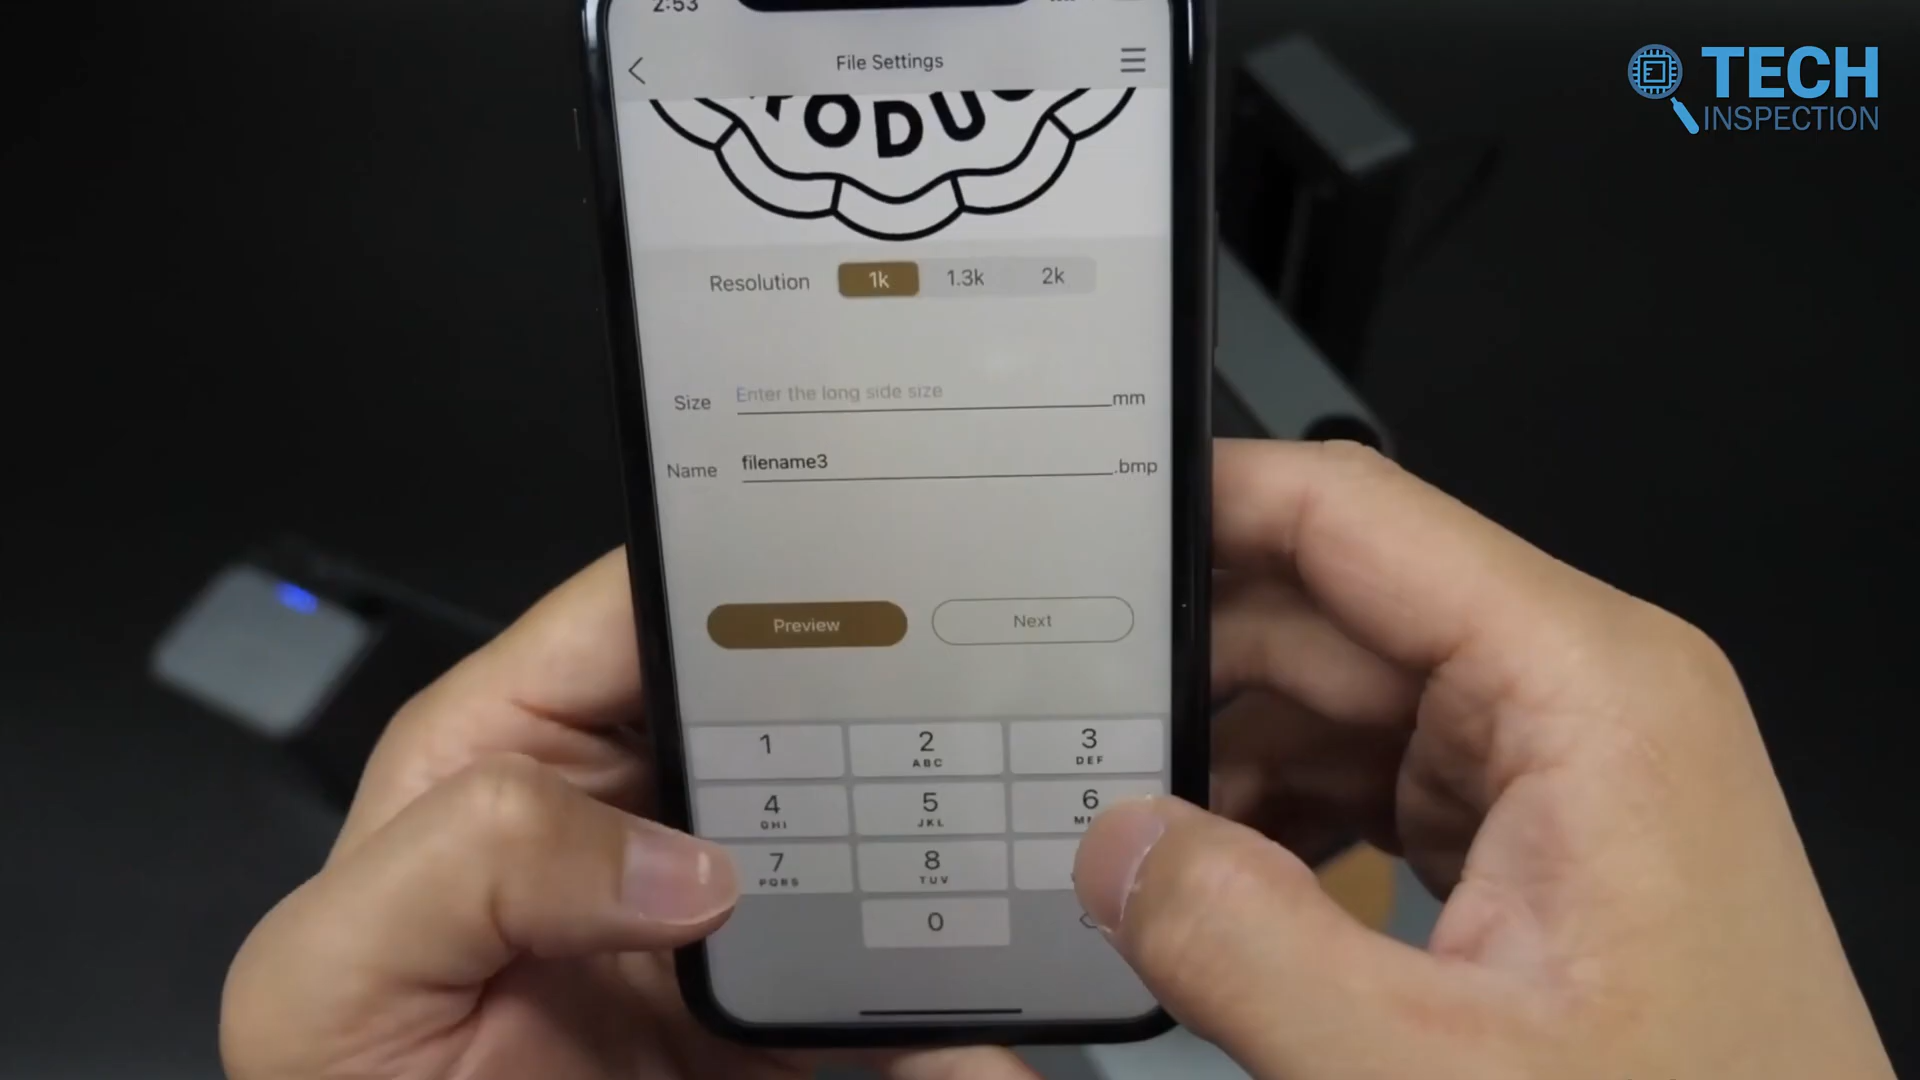 2:53
TECH
INSPECTION
File Settings
ODU
Resolution 1k 1.3k 2k
Size Enter the long side size mm
Name filename3 .bmp
Preview Next
1 2 3
ABC DEF
4 5 6
GHI JKL
7 8
PQRS TUV
0